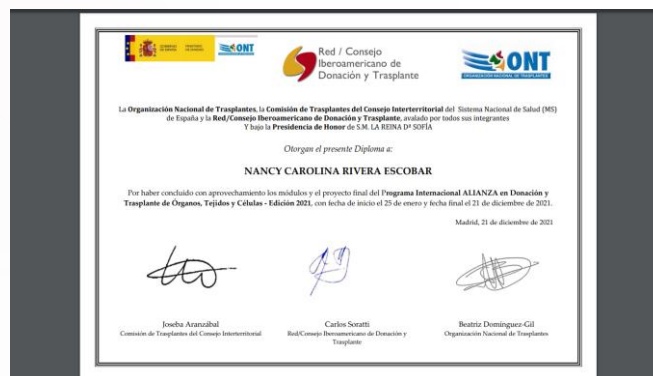 ONT
Red / Consejo
Iberoamericano de
Donación y Trasplante
ONT
ORGANIZACIÓN NACIONAL DE TRASPLANTES
La Organización Nacional de Trasplantes, la Comisión de Trasplantes del Consejo Interterritorial del Sistema Nacional de Salud (MS)
de España y la Red/Consejo Iberoamericano de Donación y Trasplante, avalado por todos sus integrantes
Y bajo la Presidencia de Honor de S.M. LA REINA Dª SOFÍA
Otorgan el presente Diploma a:
NANCY CAROLINA RIVERA ESCOBAR
Por haber concluido con aprovechamiento los módulos y el proyecto final del Programa Internacional ALIANZA en Donación y
Trasplante de Órganos, Tejidos y Células - Edición 2021, con fecha de inicio el 25 de enero y fecha final el 21 de diciembre de 2021.
Madrid, 21 de diciembre de 2021
Joseba Aranzábal
Carlos Soratti
Beatriz Domínguez-Gil
Comisión de Trasplantes del Consejo Interterritorial
Red/Consejo Iberoamericano de Donación y
Trasplante
Organización Nacional de Trasplantes